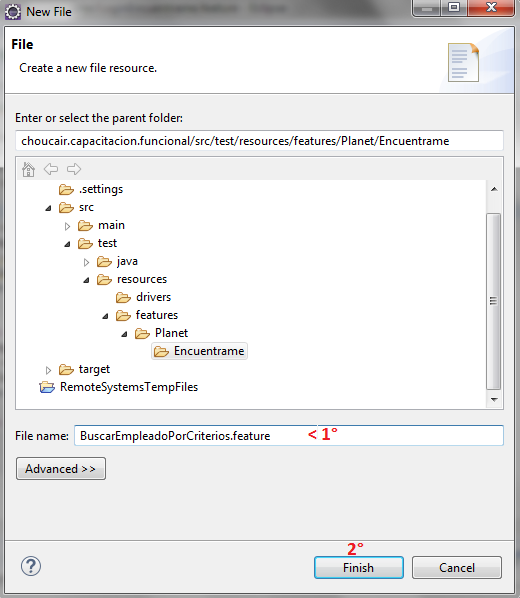 New File
File
Create a new file resource.
Enter or select the parent folder:
choucair.capacitacion.funcional/src/test/resources/features/Planet/Encuentrame
.settings
src
main
test
java
resources
drivers
features
Planet
Encuentrame
target
RemoteSystemsTempFiles
File name: BuscarEmpleadoPorCriterios.feature < 1°
Advanced >>
2°
? Finish Cancel